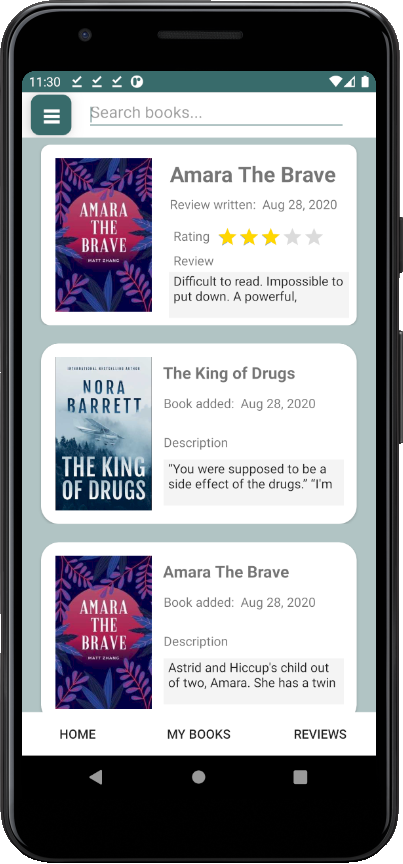 11:30
Search books...
AMARA
THE
BRAVE
MATT ZHANG
Amara The Brave
Review written: Aug 28, 2020
Rating
Review
Difficult to read. Impossible to
put down. A powerful,
INTERNATIONAL BESTSELLING AUTHOR
NORA
BARRETT
THE KING
OF DRUGS
The King of Drugs
Book added: Aug 28, 2020
Description
"You were supposed to be a
side effect of the drugs.” “I'm
AMARA
THE
BRAVE
MATT ZHANG
Amara The Brave
Book added: Aug 28, 2020
Description
Astrid and Hiccup's child out
of two, Amara. She has a twin
HOME MY BOOKS REVIEWS